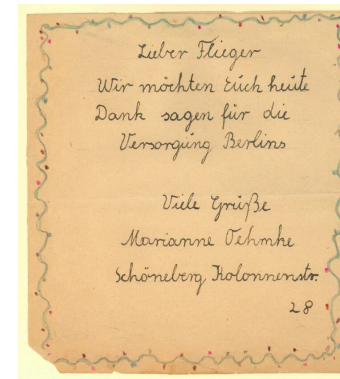 Lieber Flieger
Wir möchten Euch heute
Dank sagen für die
Versorgung Berlins
Viele Grüße
Marianne Oehmke
Schöneberg Kolonnenstr.
28